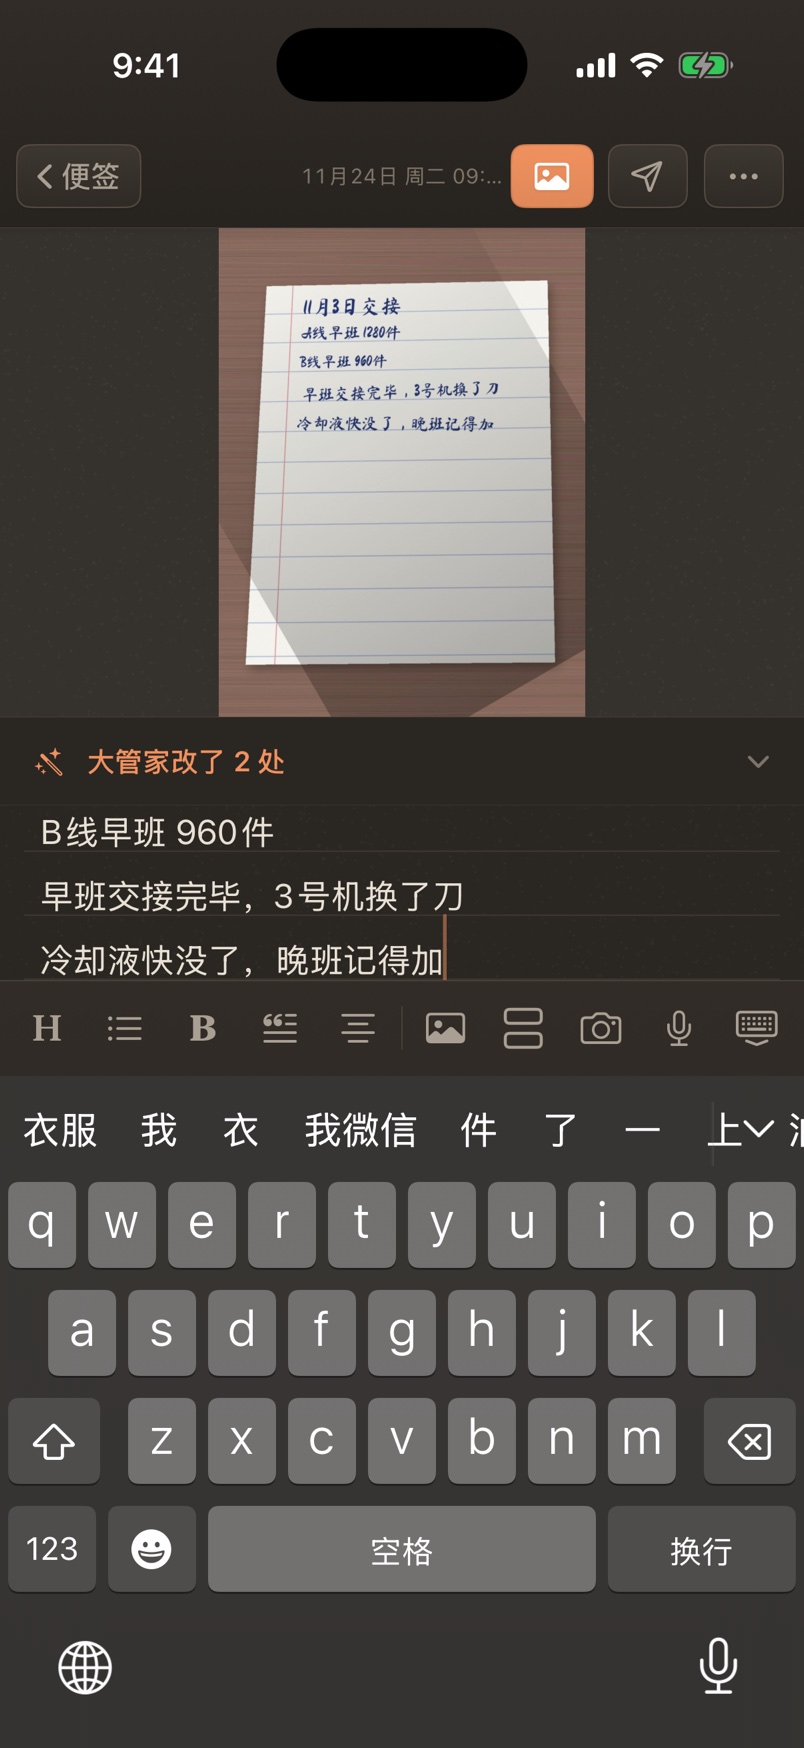 9:41
便签
11月24日 周二 09:...
11月3日交接
A线早班1280件
B线早班960件
早班交接完毕，3号机换了刀
冷却液快没了，晚班记得加
大管家改了 2 处
B线早班 960件
早班交接完毕，3号机换了刀
冷却液快没了，晚班记得加
H B
衣服 我 衣 我微信 件 了 一 上
q w e r t y u i o p
a s d f g h j k l
z x c v b n m
123 空格 换行